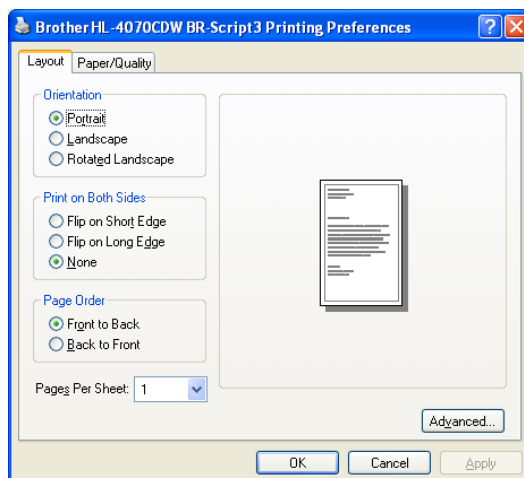 Brother HL-4070CDW BR-Script3 Printing Preferences
Layout
Paper/Quality
Orientation
Portrait
Landscape
Rotated Landscape
Print on Both Sides
Flip on Short Edge
Flip on Long Edge
None
Page Order
Front to Back
Back to Front
Pages Per Sheet: 1
Advanced...
OK
Cancel
Apply